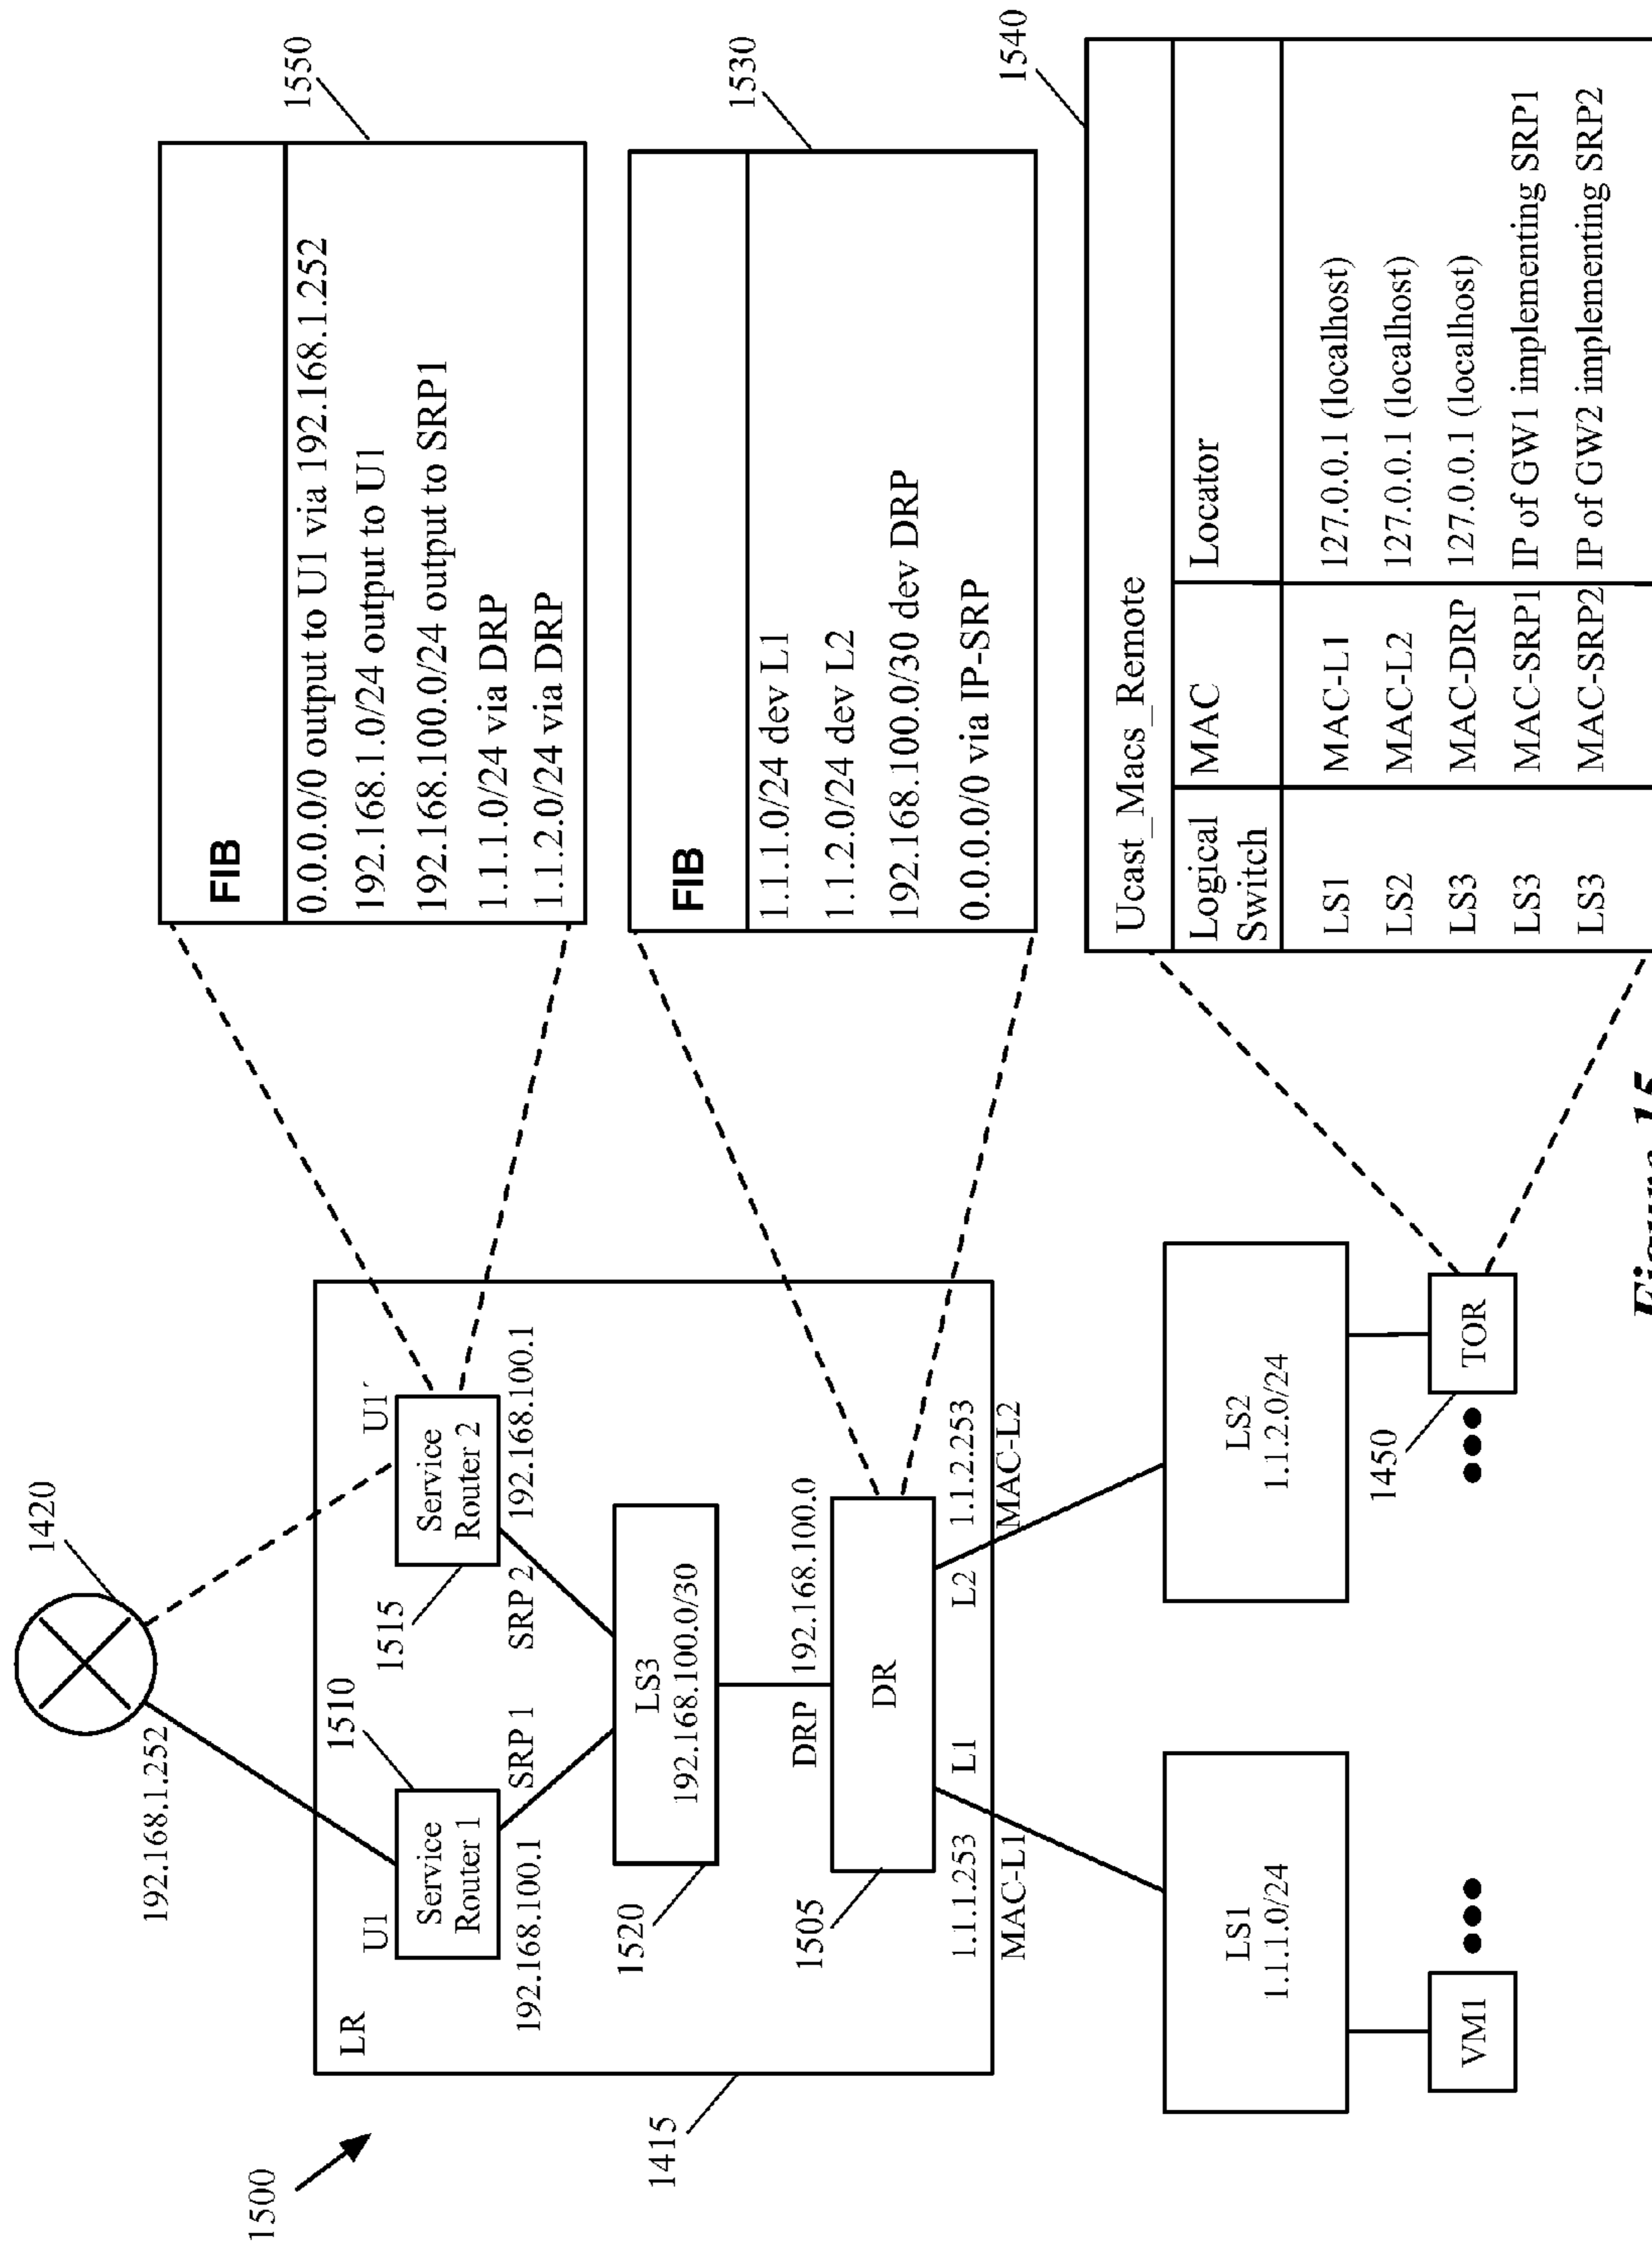 1500
1420
192.168.1.252
LR
1415
U1
Service
Router 1
1510
192.168.100.1
SRP 1
U1´
Service
Router 2
1515
SRP 2
192.168.100.1
LS3
192.168.100.0/30
1520
DRP
192.168.100.0
DR
1505
1.1.1.253
MAC-L1
L1
L2
1.1.2.253
MAC-L2
LS1
1.1.1.0/24
LS2
1.1.2.0/24
VM1
1450
TOR
1550
FIB
0.0.0.0/0 output to U1 via 192.168.1.252
192.168.1.0/24 output to U1
192.168.100.0/24 output to SRP1
1.1.1.0/24 via DRP
1.1.2.0/24 via DRP
1530
FIB
1.1.1.0/24 dev L1
1.1.2.0/24 dev L2
192.168.100.0/30 dev DRP
0.0.0.0/0 via IP-SRP
1540
Ucast_Macs_Remote
Logical
Switch
MAC
Locator
LS1 MAC-L1 127.0.0.1 (localhost)
LS2 MAC-L2 127.0.0.1 (localhost)
LS3 MAC-DRP 127.0.0.1 (localhost)
LS3 MAC-SRP1 IP of GW1 implementing SRP1
LS3 MAC-SRP2 IP of GW2 implementing SRP2
Figure 15